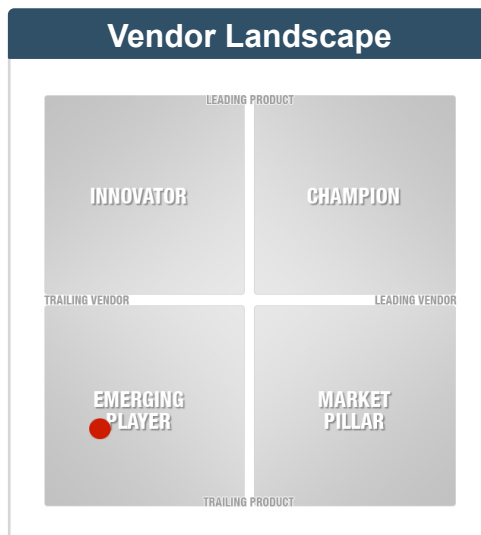 Vendor Landscape
LEADING PRODUCT
INNOVATOR
CHAMPION
TRAILING VENDOR
LEADING VENDOR
EMERGING
PLAYER
MARKET
PILLAR
TRAILING PRODUCT